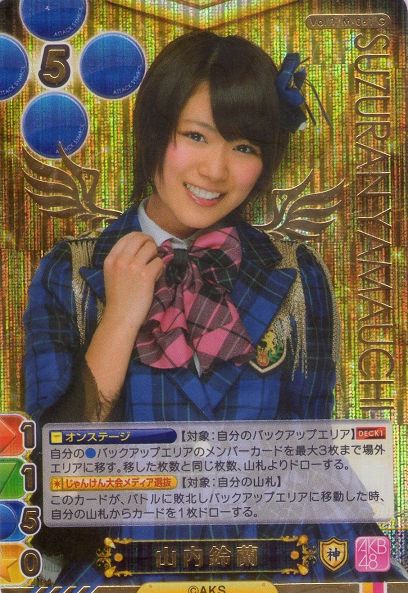 5
SUZURAN YAMAUCHI
1
1
5
0
オンステージ 【対象:自分のバックアップエリア】 DECK1
自分の●バックアップエリアのメンバーカードを最大3枚まで場外
エリアに移す。移した枚数と同じ枚数、山札よりドローする。
じゃんけん大会メディア選抜 【対象:自分の山札】
このカードが、バトルに敗北しバックアップエリアに移動した時、
自分の山札からカードを1枚ドローする。
山内鈴蘭
神
AKB
48
©AKS